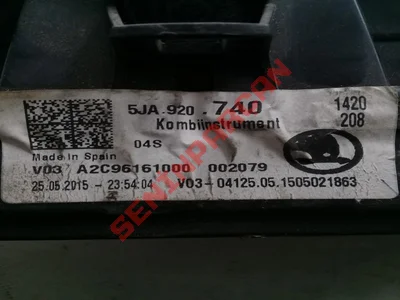 5JA.920.740
1420
Kombiinstrument
208
04S
Made in Spain
V03 A2C96161000 002079
25.05.2015 - 23:54:04 V03-04125.05.1505021863
SEMIHPATRON